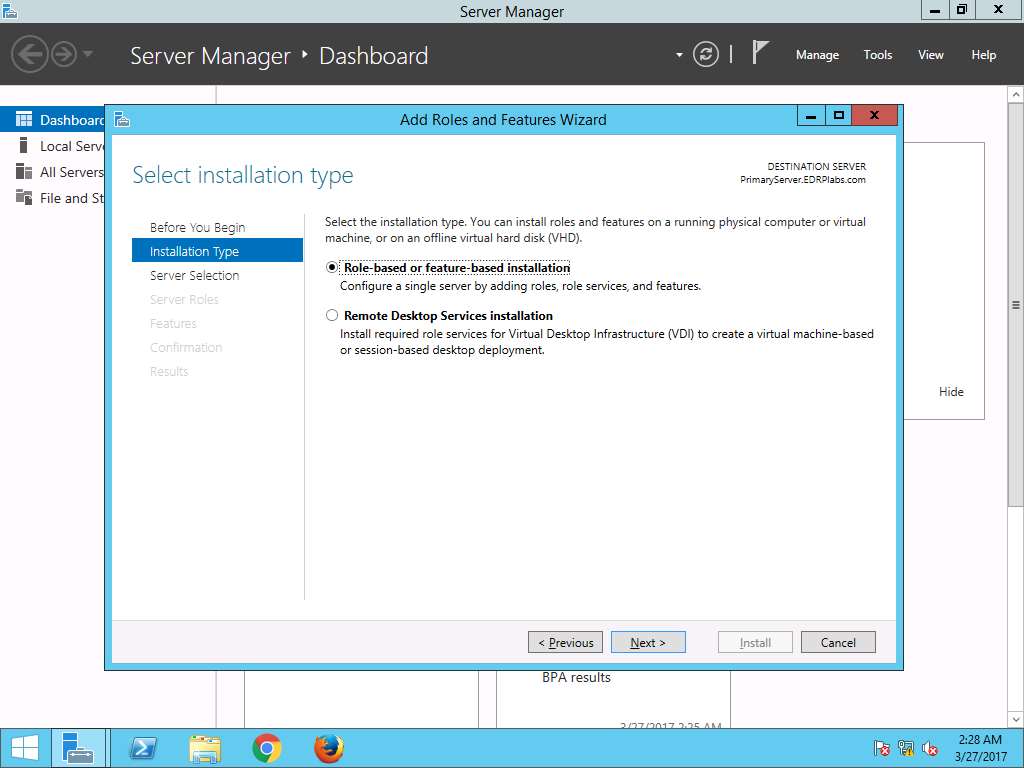 Server Manager
Server Manager ‣ Dashboard
Manage
Tools
View
Help
Dashboard
Local Serve
All Servers
File and St
Add Roles and Features Wizard
Select installation type
DESTINATION SERVER
PrimaryServer.EDRPlabs.com
Before You Begin
Installation Type
Server Selection
Server Roles
Features
Confirmation
Results
Select the installation type. You can install roles and features on a running physical computer or virtual
machine, or on an offline virtual hard disk (VHD).
Role-based or feature-based installation
Configure a single server by adding roles, role services, and features.
Remote Desktop Services installation
Install required role services for Virtual Desktop Infrastructure (VDI) to create a virtual machine-based
or session-based desktop deployment.
Hide
< Previous
Next >
Install
Cancel
BPA results
3/27/2017 2:25 AM
2:28 AM
3/27/2017